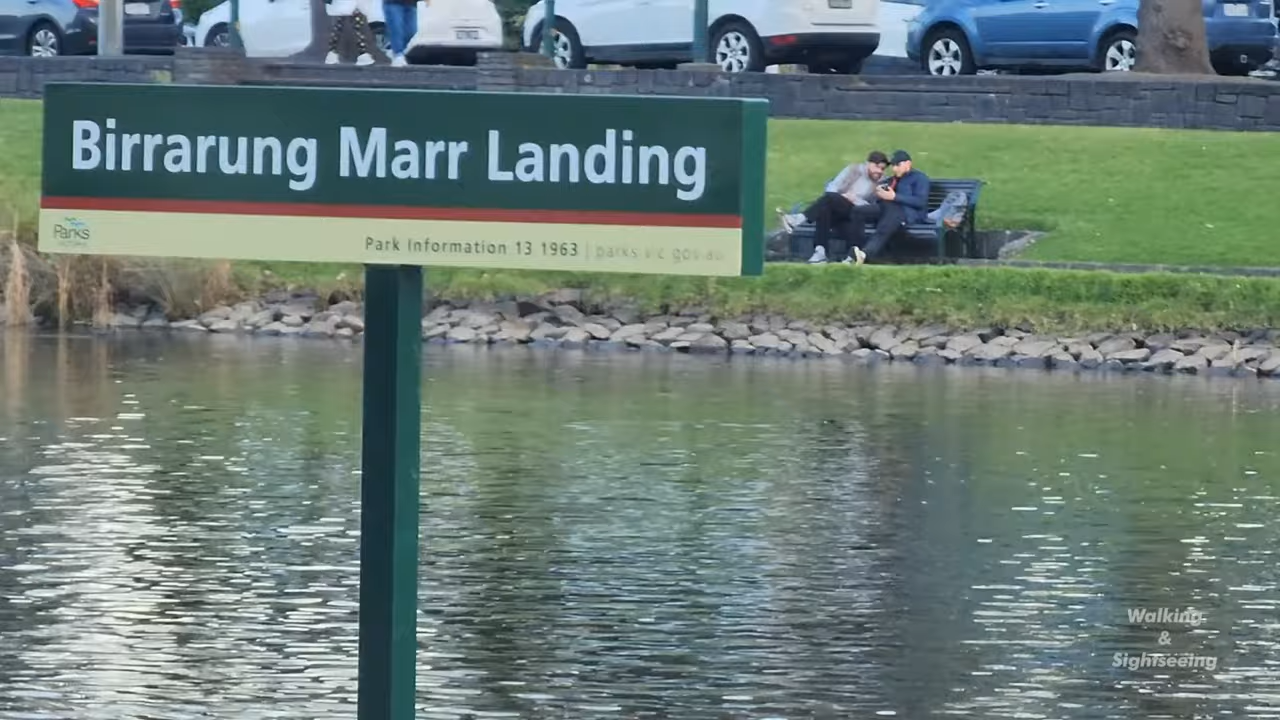 Birrarung Marr Landing
Parks
Park Information 13 1963 | parks.vic.gov.au
Walking
&
Sightseeing